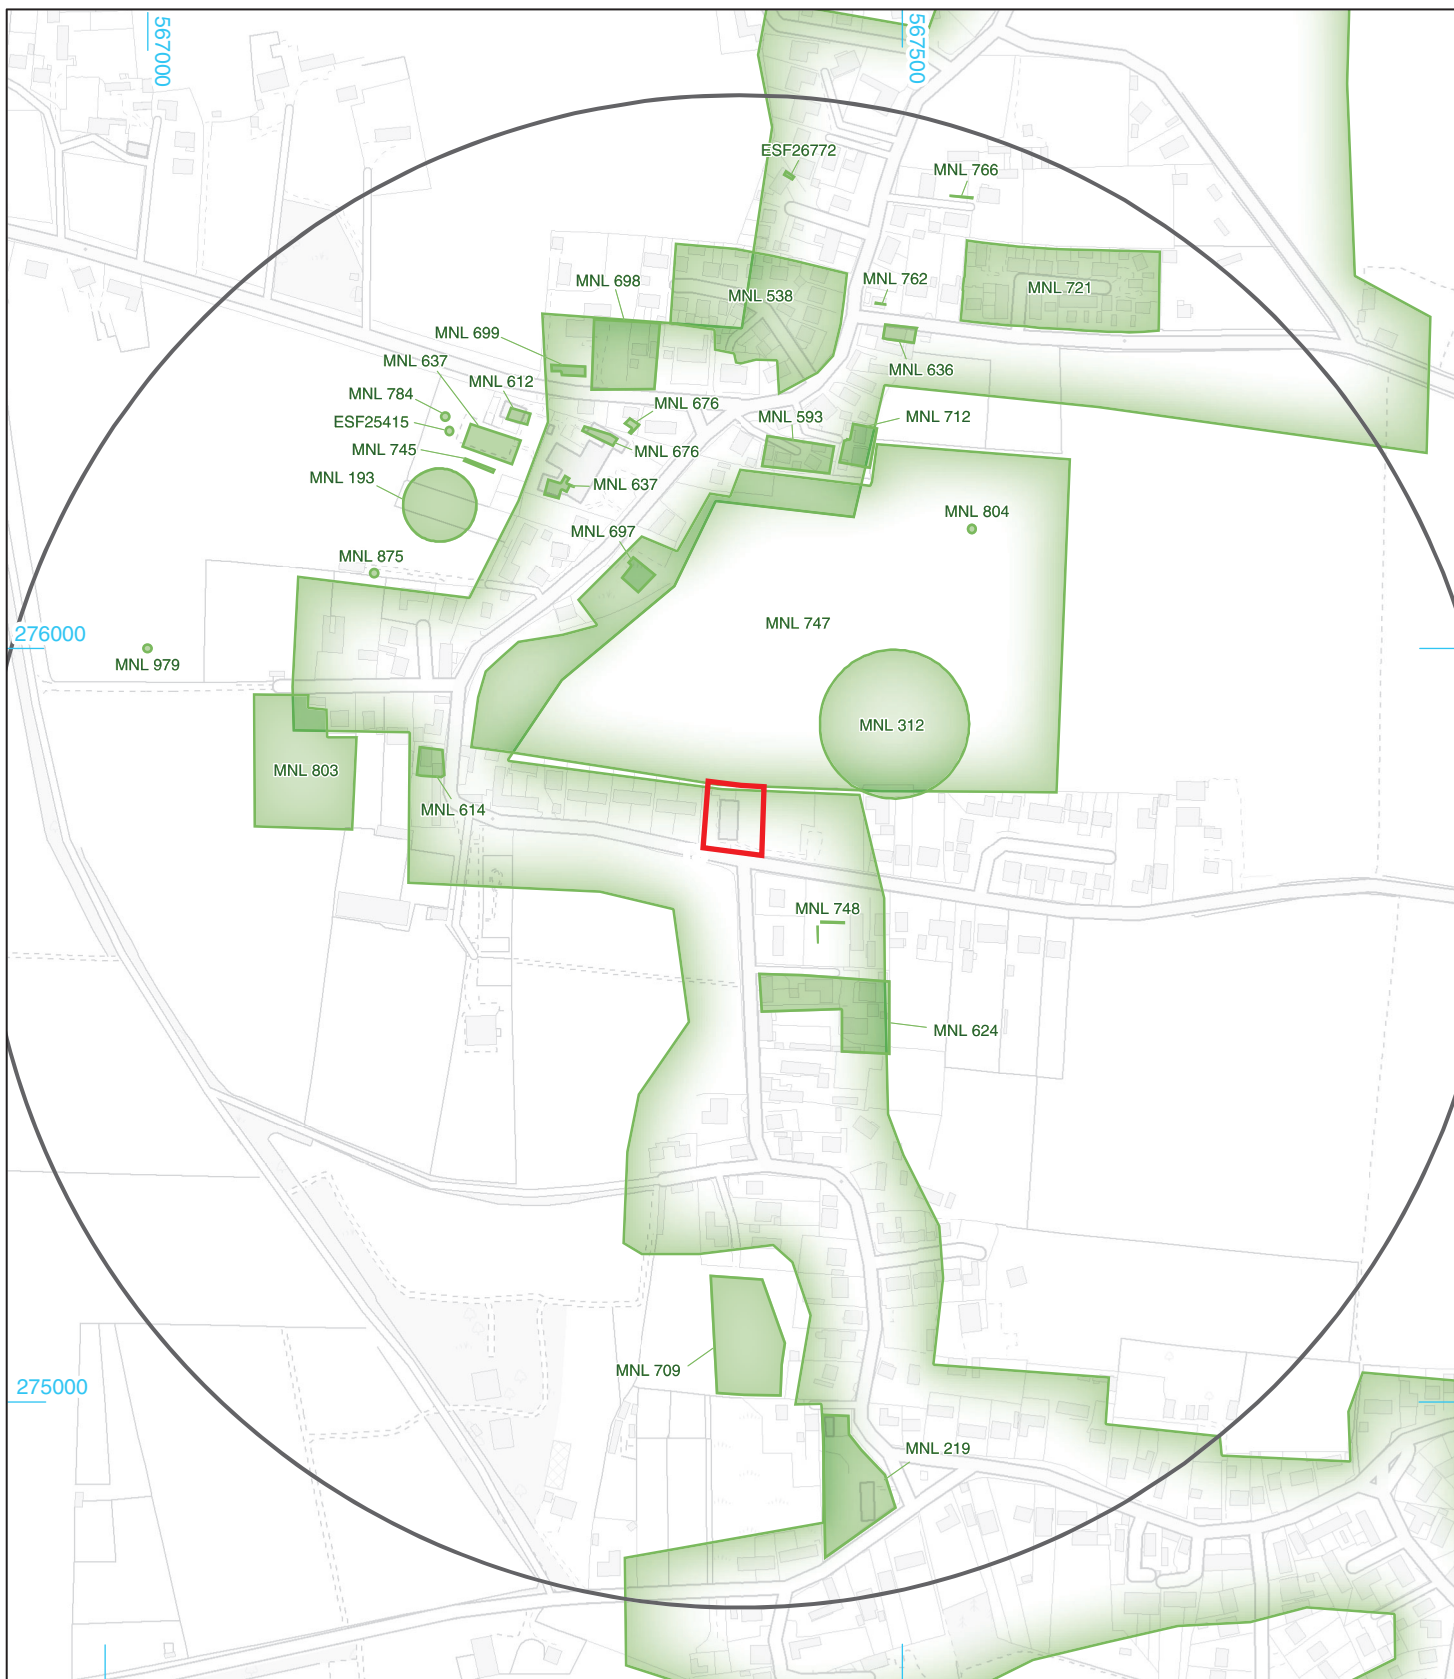 567000
567500
ESF26772
MNL 766
MNL 698
MNL 762
MNL 721
MNL 538
MNL 699
MNL 637
MNL 612
MNL 636
MNL 784
MNL 676
MNL 593
MNL 712
ESF25415
MNL 745
MNL 676
MNL 193
MNL 637
MNL 804
MNL 697
MNL 875
MNL 747
276000
MNL 979
MNL 312
MNL 803
MNL 614
MNL 748
MNL 624
MNL 709
275000
MNL 219